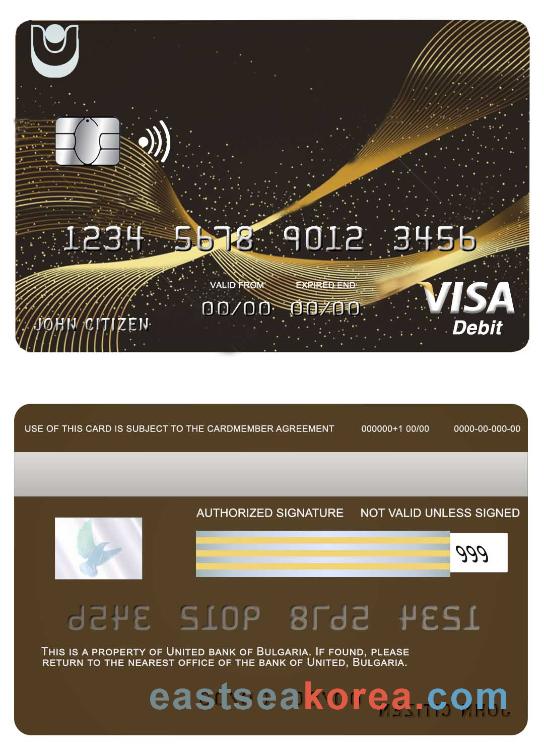 1234 5678 9012 3456
VALID FROM EXPIRED END
00/00 00/00
JOHN CITIZEN
VISA
Debit
USE OF THIS CARD IS SUBJECT TO THE CARDMEMBER AGREEMENT 000000+1 00/00 0000-00-000-00
AUTHORIZED SIGNATURE NOT VALID UNLESS SIGNED
999
THIS IS A PROPERTY OF UNITED BANK OF BULGARIA. IF FOUND, PLEASE
RETURN TO THE NEAREST OFFICE OF THE BANK OF UNITED, BULGARIA.
eastseakorea.com